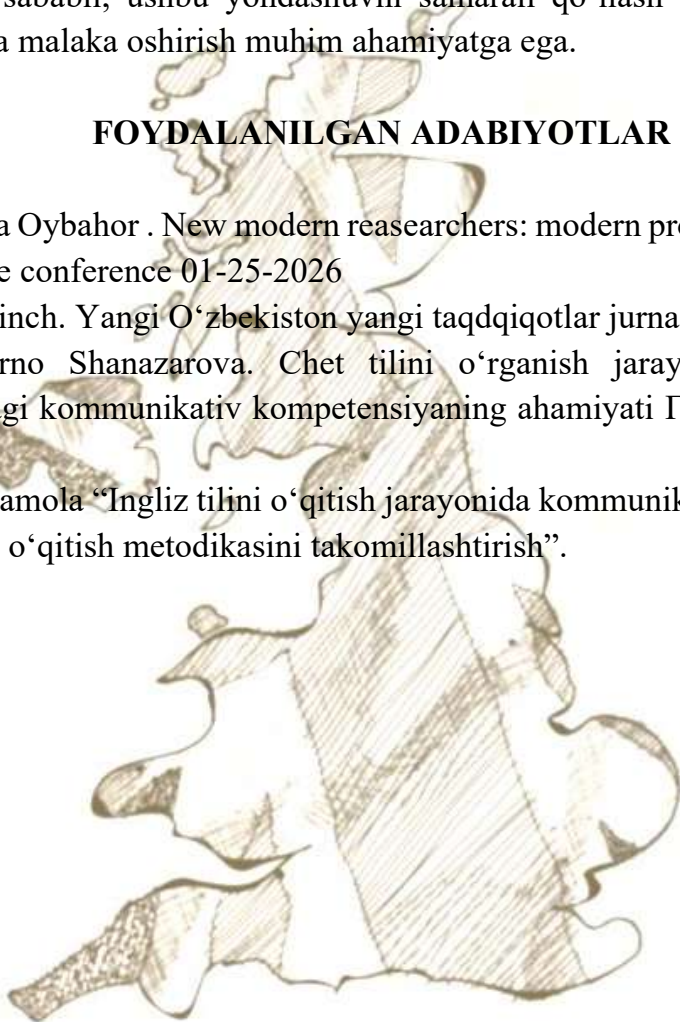 sababli, ushbu yondashuvni samarali qo‘llash
a malaka oshirish muhim ahamiyatga ega.
FOYDALANILGAN ADABIYOTLAR
a Oybahor . New modern reasearchers: modern pr
e conference 01-25-2026
inch. Yangi O‘zbekiston yangi taqdqiqotlar jurna
rno Shanazarova. Chet tilini o‘rganish jaray
gi kommunikativ kompetensiyaning ahamiyati Г
amola “Ingliz tilini o‘qitish jarayonida kommunik
o‘qitish metodikasini takomillashtirish”.